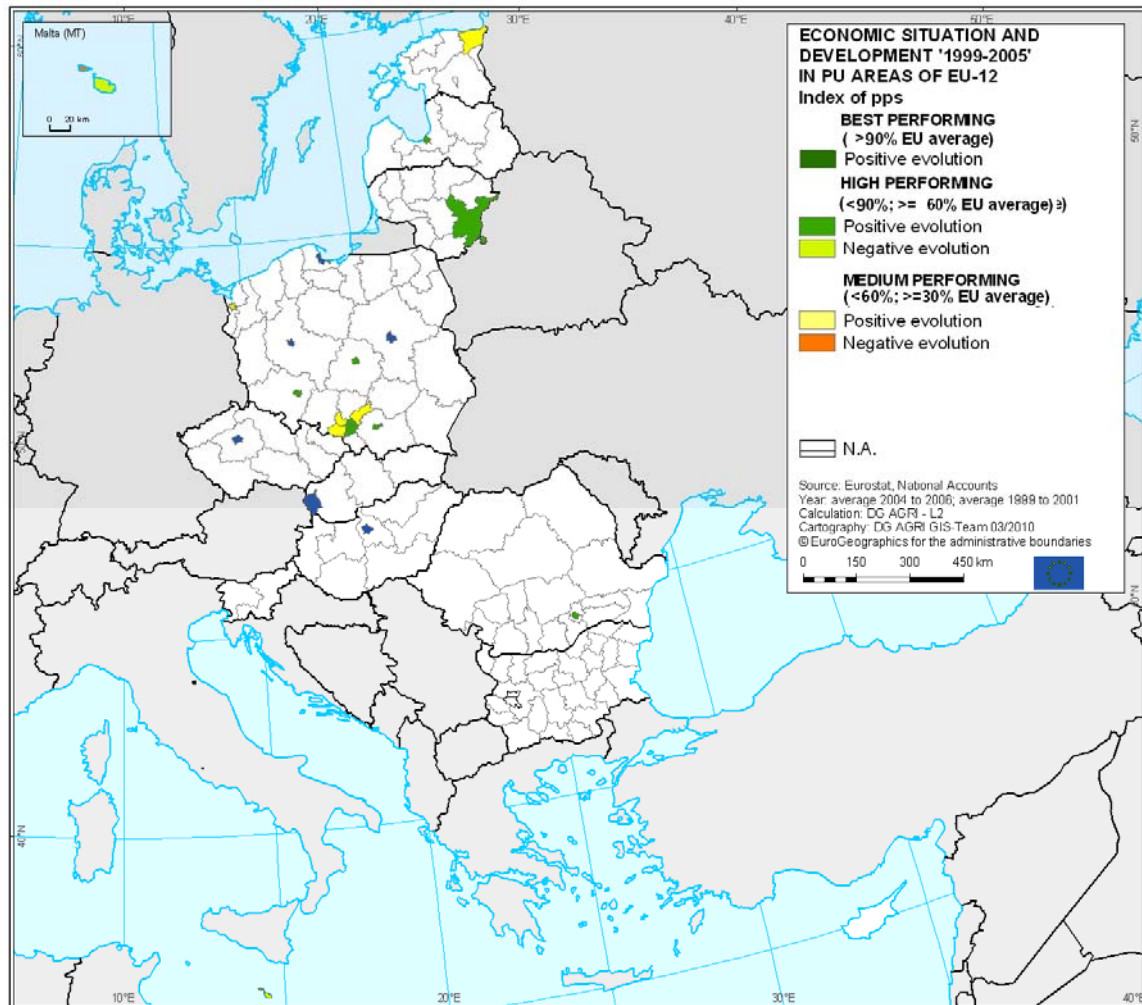 10°E
20°E
30°E
40°E
50°E
Malta (MT)
0 20 km
ECONOMIC SITUATION AND
DEVELOPMENT '1999-2005'
IN PU AREAS OF EU-12
Index of pps
BEST PERFORMING
( >90% EU average)
Positive evolution
HIGH PERFORMING
(<90%; >= 60% EU average)
Positive evolution
Negative evolution
MEDIUM PERFORMING
(<60%; >=30% EU average)
Positive evolution
Negative evolution
N.A.
Source: Eurostat, National Accounts
Year: average 2004 to 2006; average 1999 to 2001
Calculation: DG AGRI - L2
Cartography: DG AGRI GIS-Team 03/2010
© EuroGeographics for the administrative boundaries
0 150 300 450 km
40°N
40°N
10°E
20°E
30°E
40°